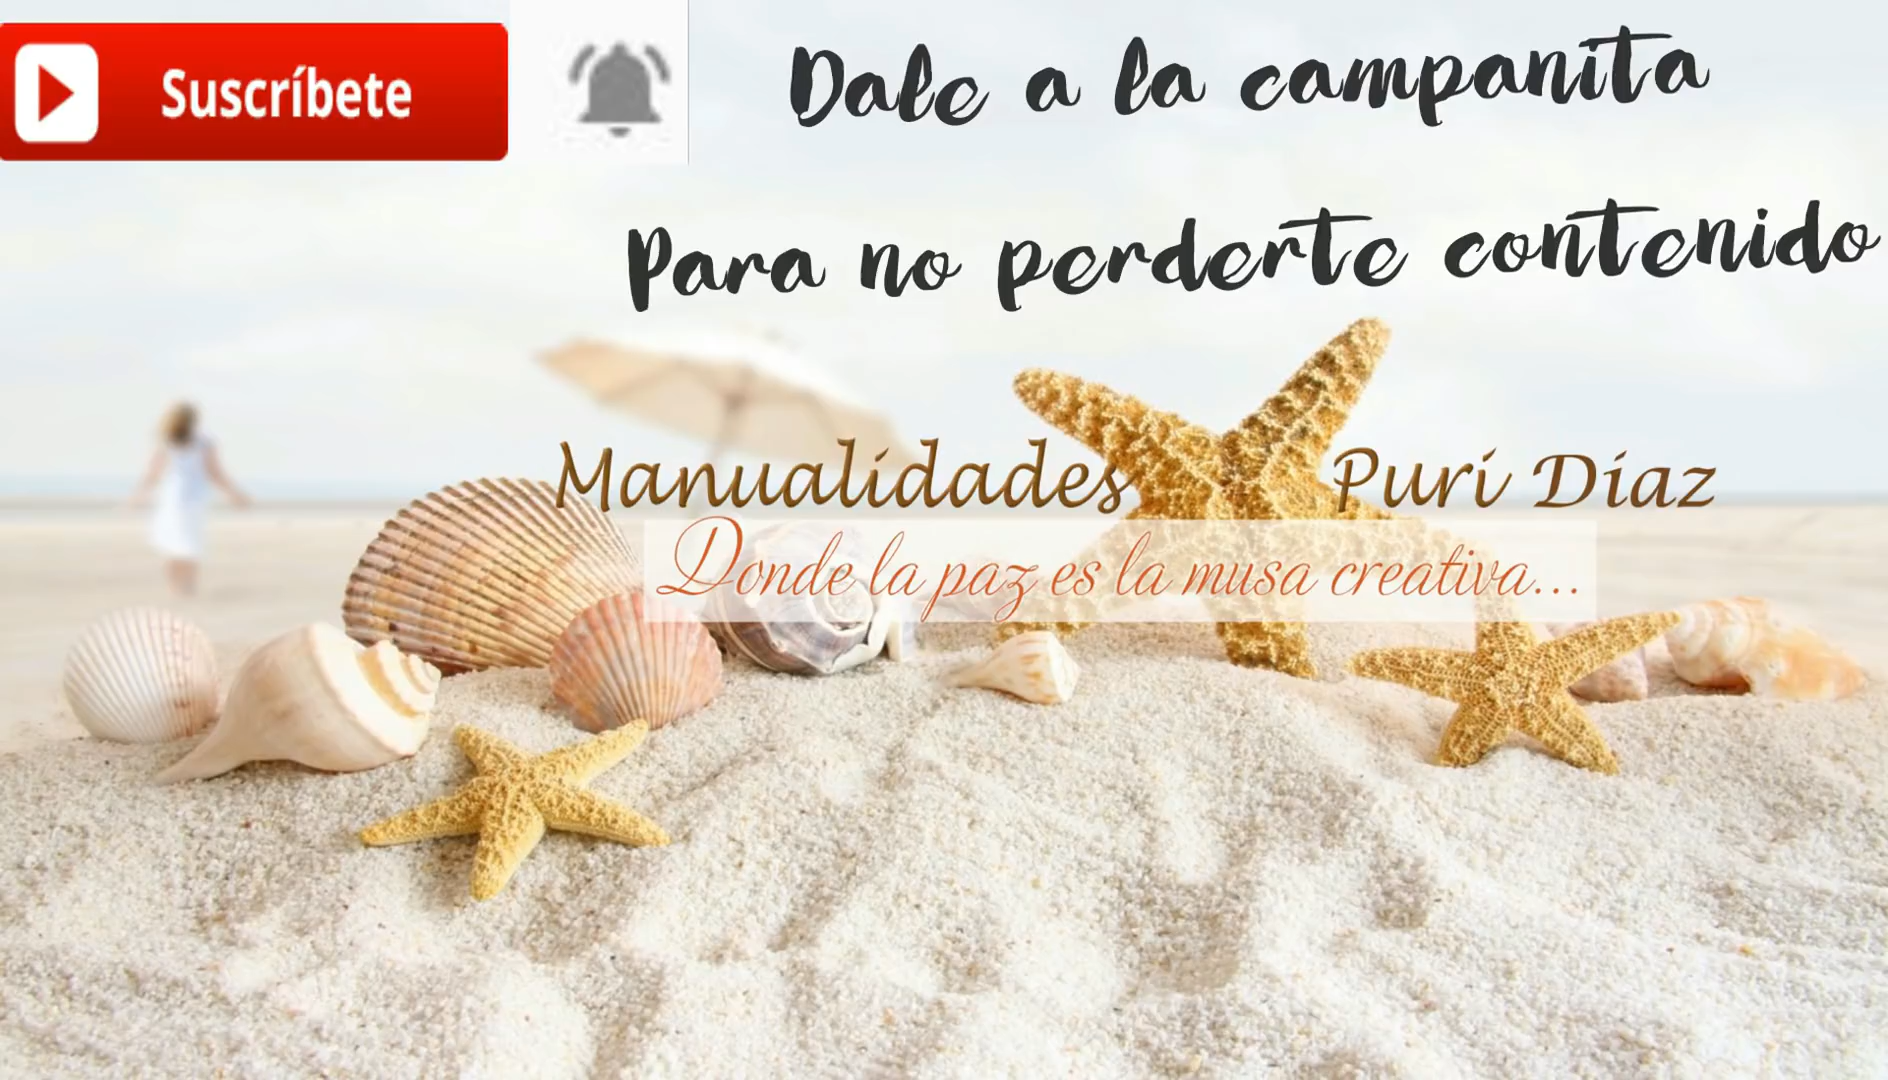 Suscríbete
Dale a la campanita
Para no perderte contenido
Manualidades Puri Diaz
Donde la paz es la musa creativa...